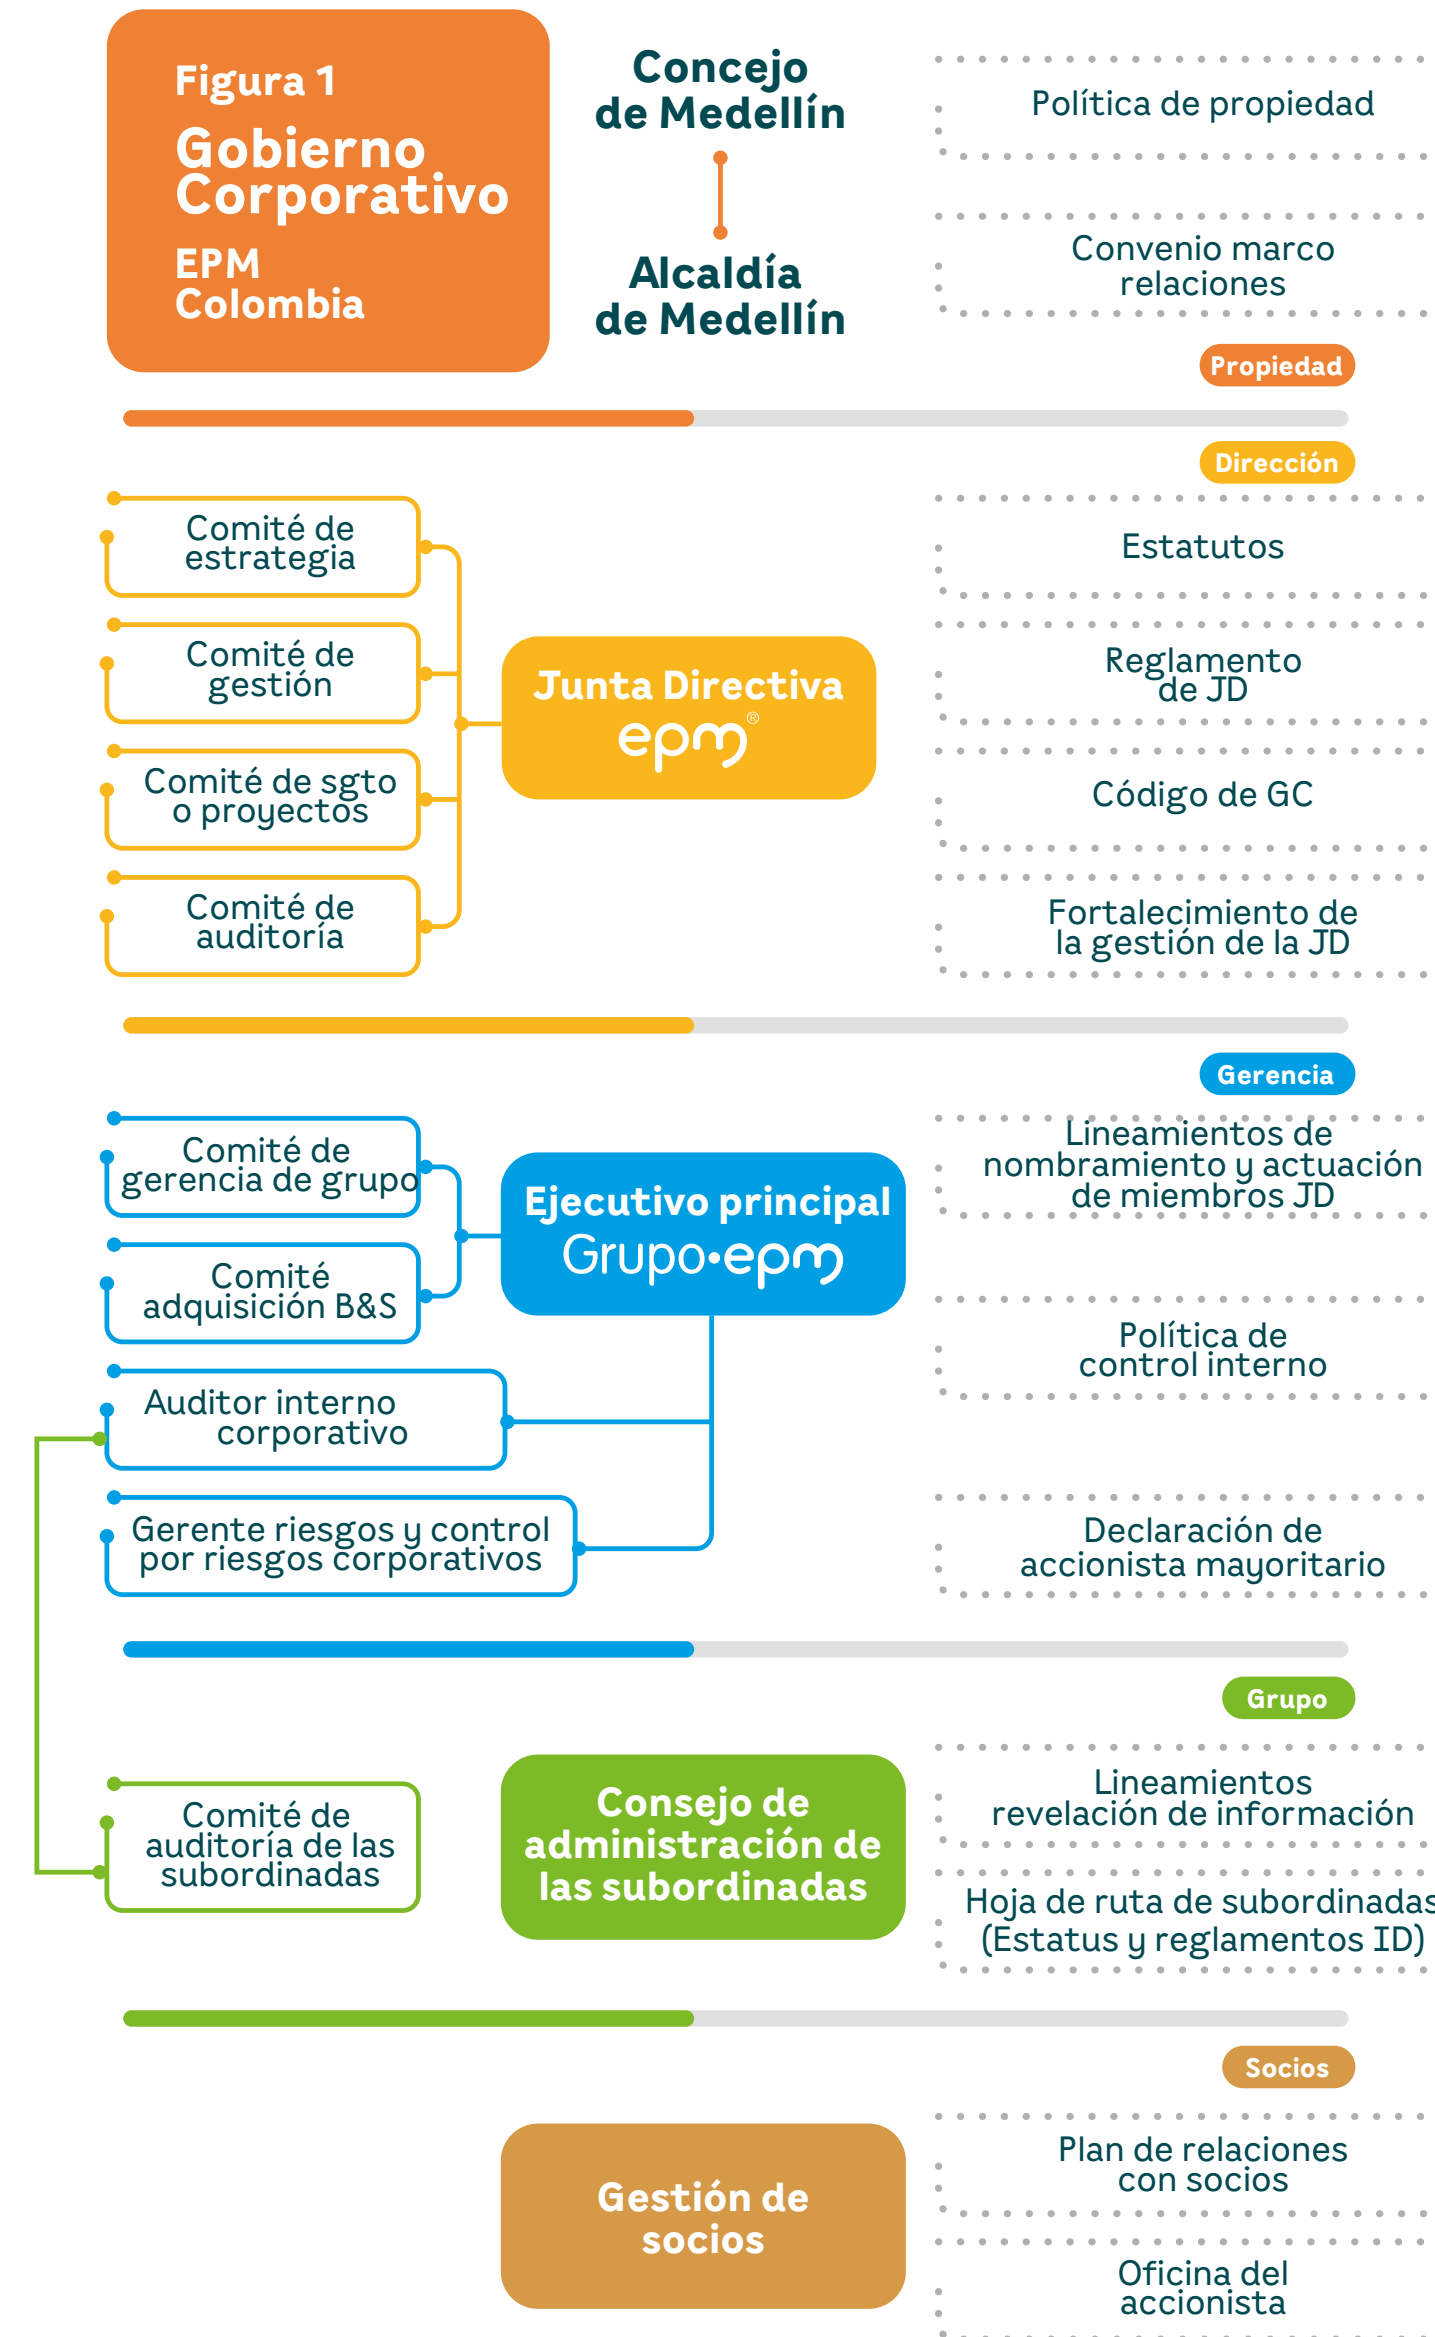 Figura 1
Gobierno
Corporativo
EPM
Colombia
Concejo
de Medellín
Alcaldía
de Medellín
Política de propiedad
Convenio marco
relaciones
Propiedad
Dirección
Comité de
estrategia
Comité de
gestión
Comité de sgto
o proyectos
Comité de
auditoría
Junta Directiva
epm®
Estatutos
Reglamento
de JD
Código de GC
Fortalecimiento de
la gestión de la JD
Gerencia
Comité de
gerencia de grupo
Comité
adquisición B&S
Auditor interno
corporativo
Gerente riesgos y control
por riesgos corporativos
Ejecutivo principal
Grupo·epm
Lineamientos de
nombramiento y actuación
de miembros JD
Política de
control interno
Declaración de
accionista mayoritario
Grupo
Comité de
auditoría de las
subordinadas
Consejo de
administración de
las subordinadas
Lineamientos
revelación de información
Hoja de ruta de subordinadas
(Estatus y reglamentos ID)
Socios
Gestión de
socios
Plan de relaciones
con socios
Oficina del
accionista